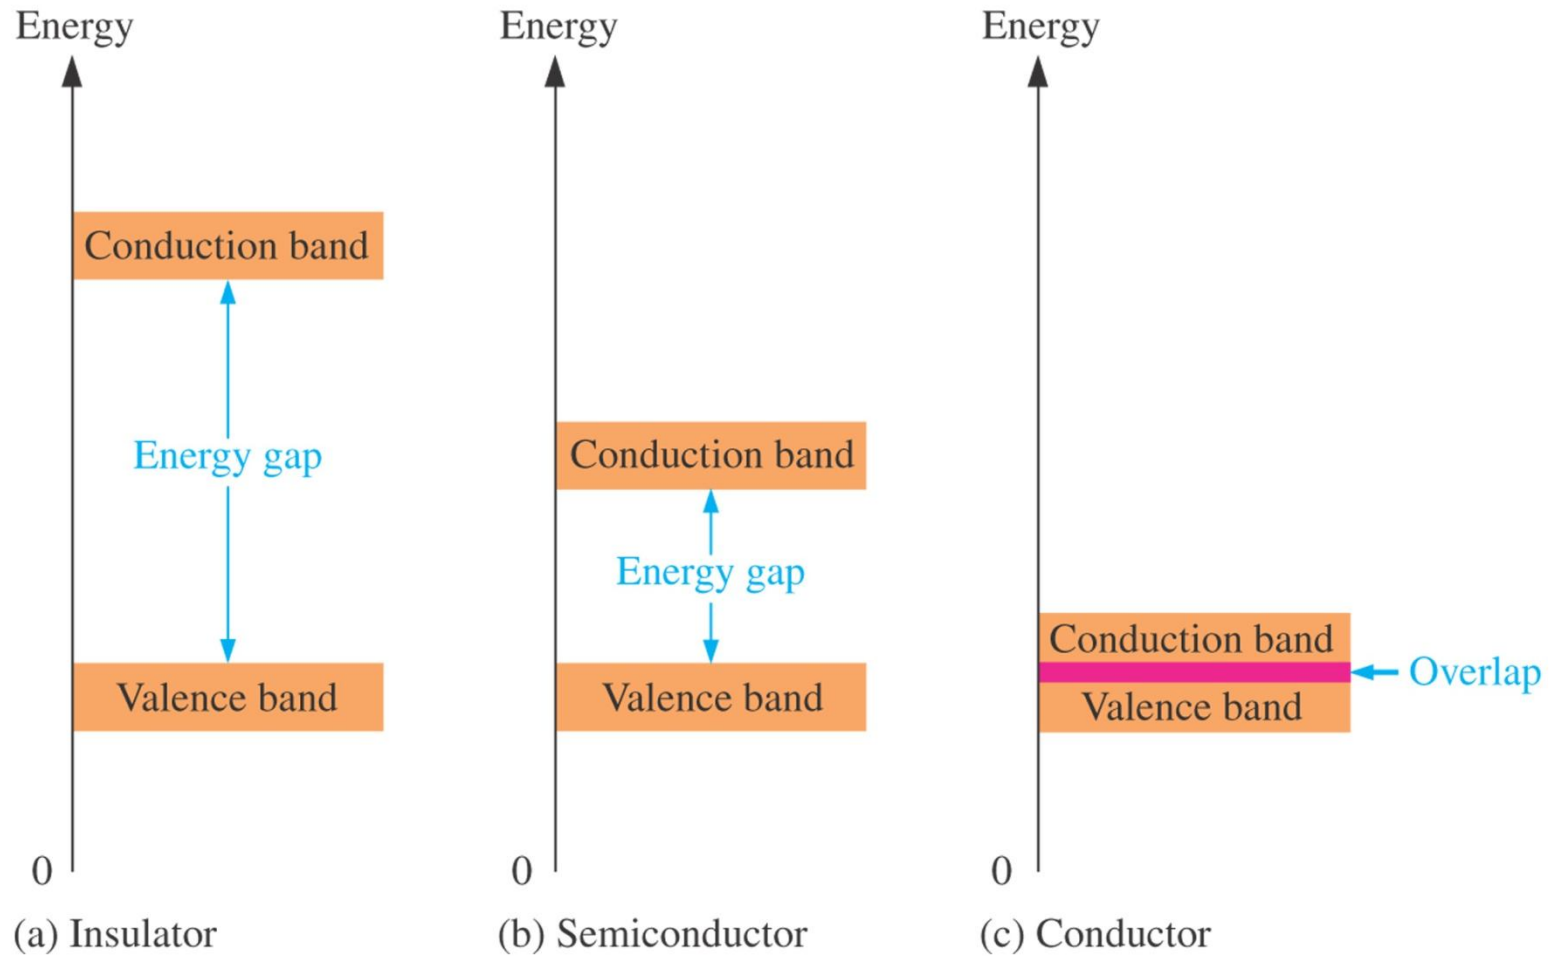 Energy
Conduction band
Energy gap
Valence band
0
(a) Insulator
Energy
Conduction band
Energy gap
Valence band
0
(b) Semiconductor
Energy
Conduction band
Overlap
Valence band
0
(c) Conductor